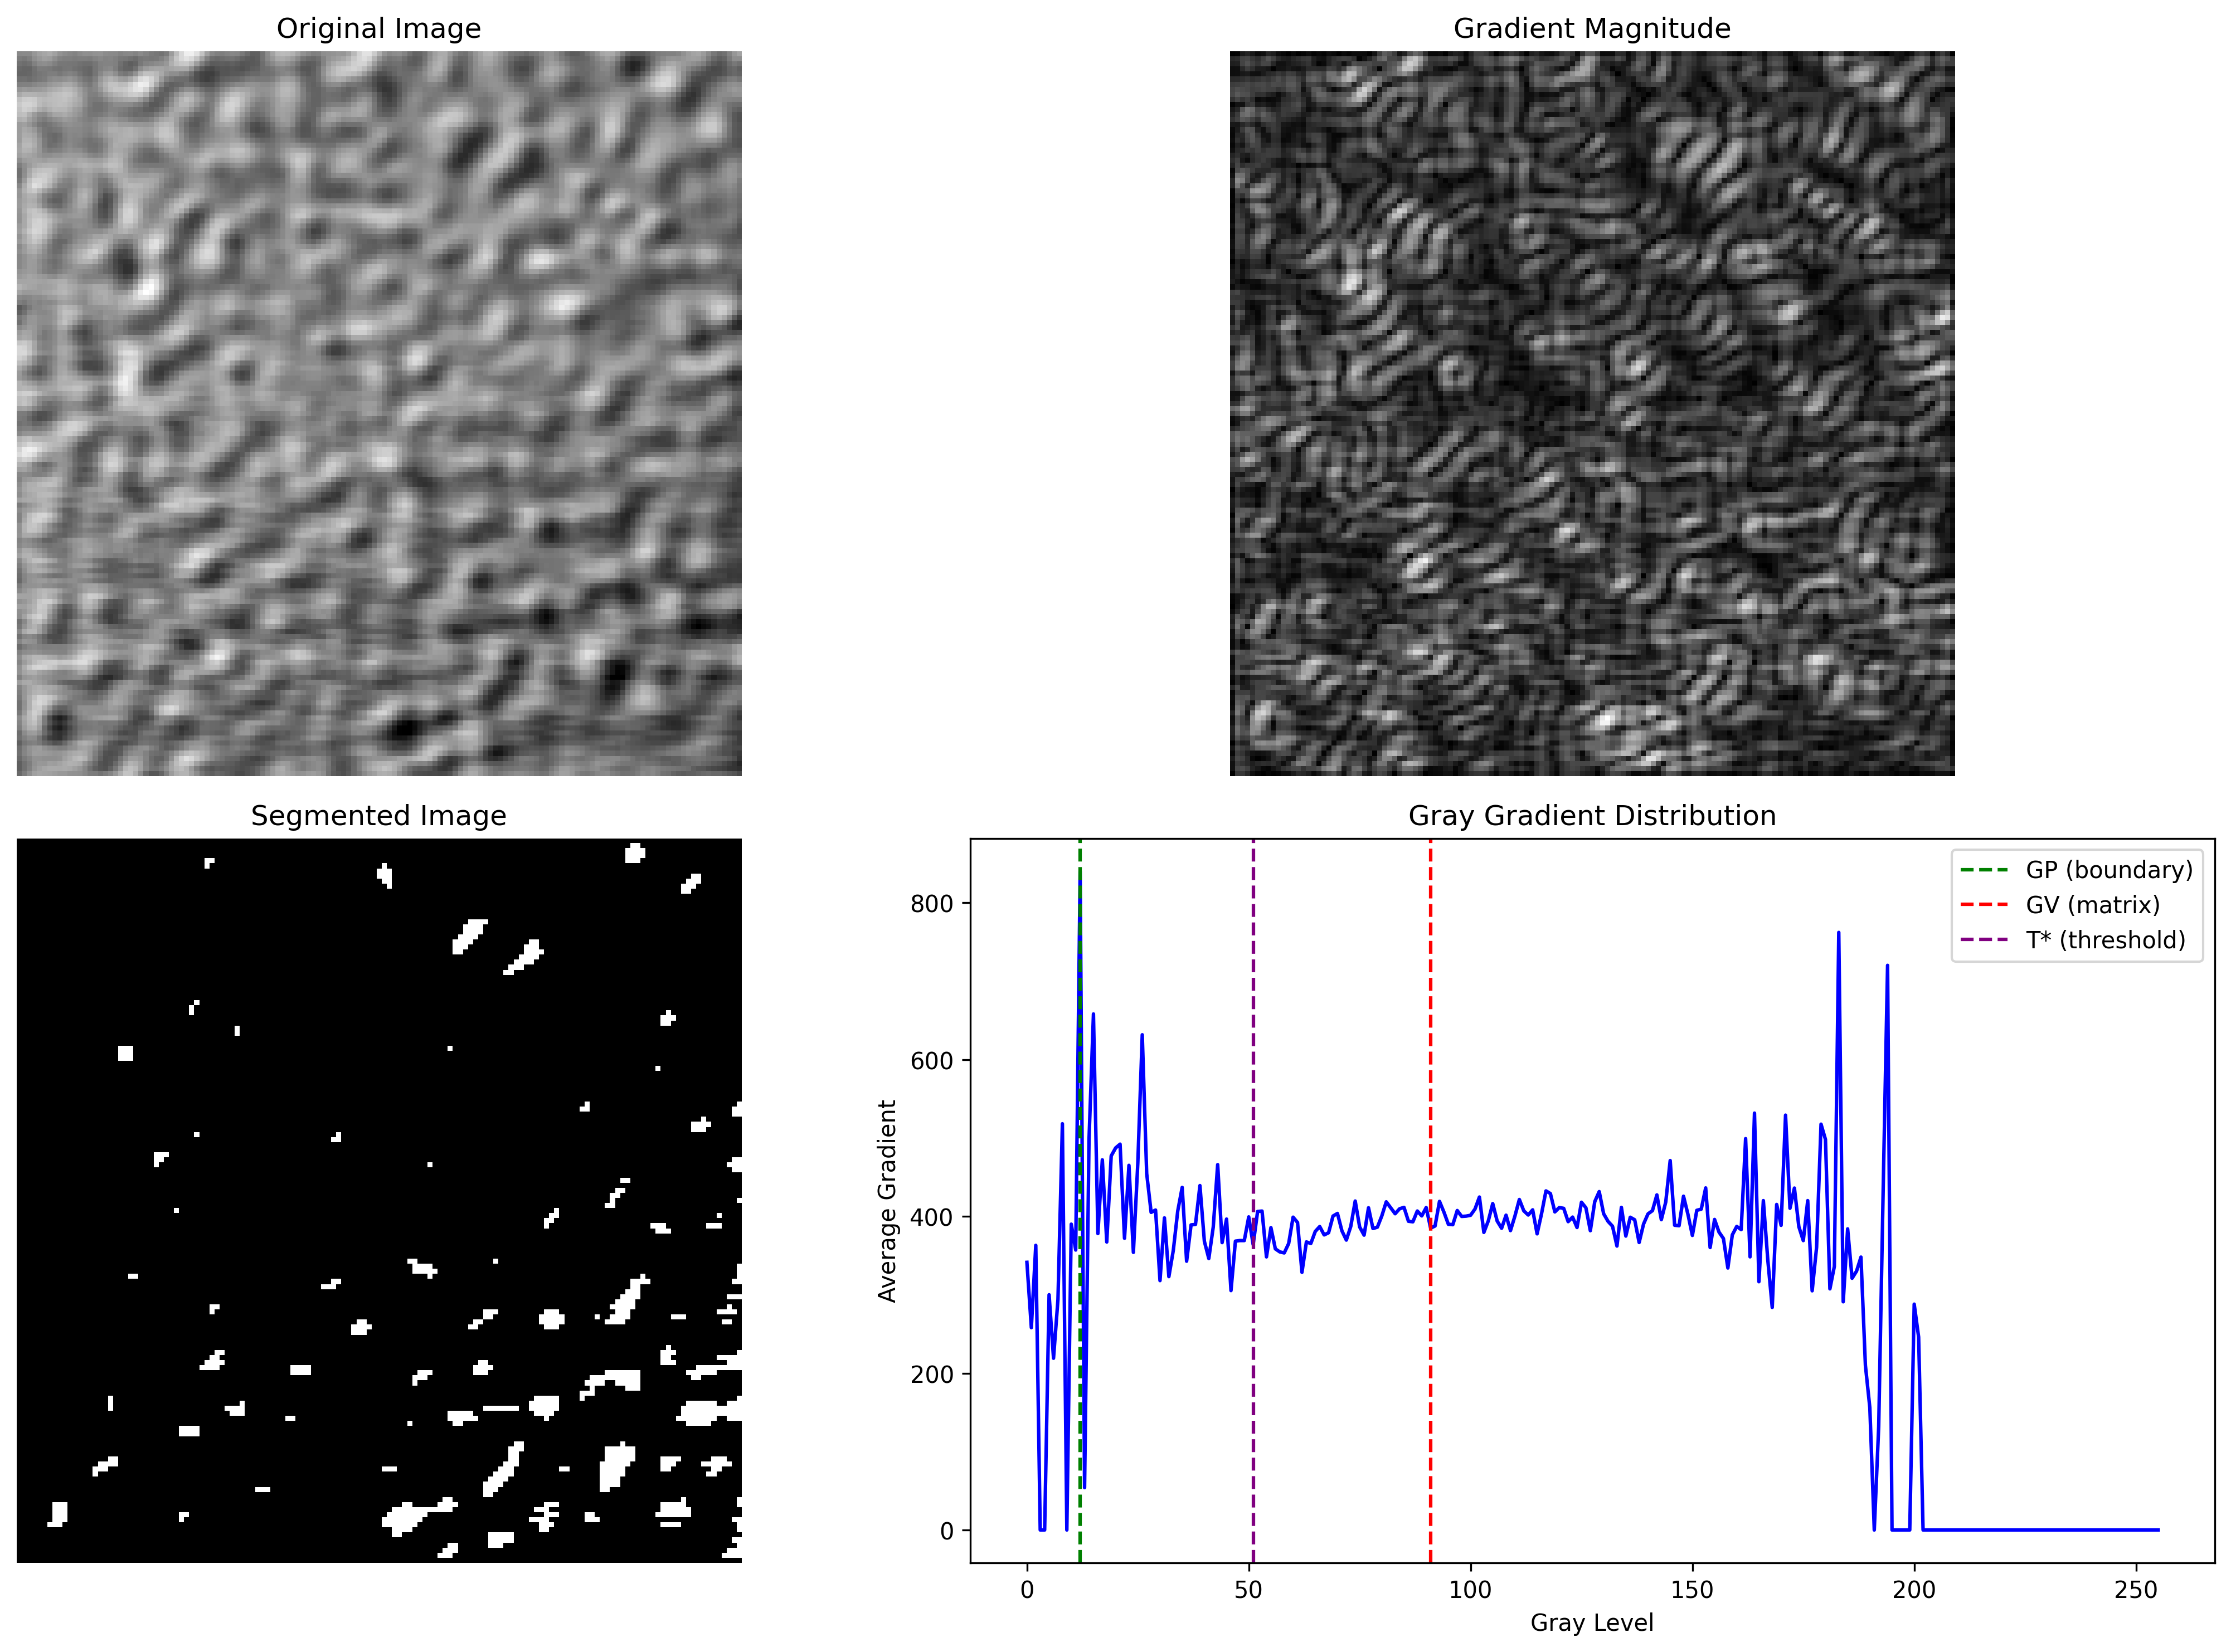 Original Image
Gradient Magnitude
Segmented Image
Gray Gradient Distribution
GP (boundary)
GV (matrix)
T* (threshold)
Average Gradient
800
600
400
200
0
0 50 100 150 200 250
Gray Level